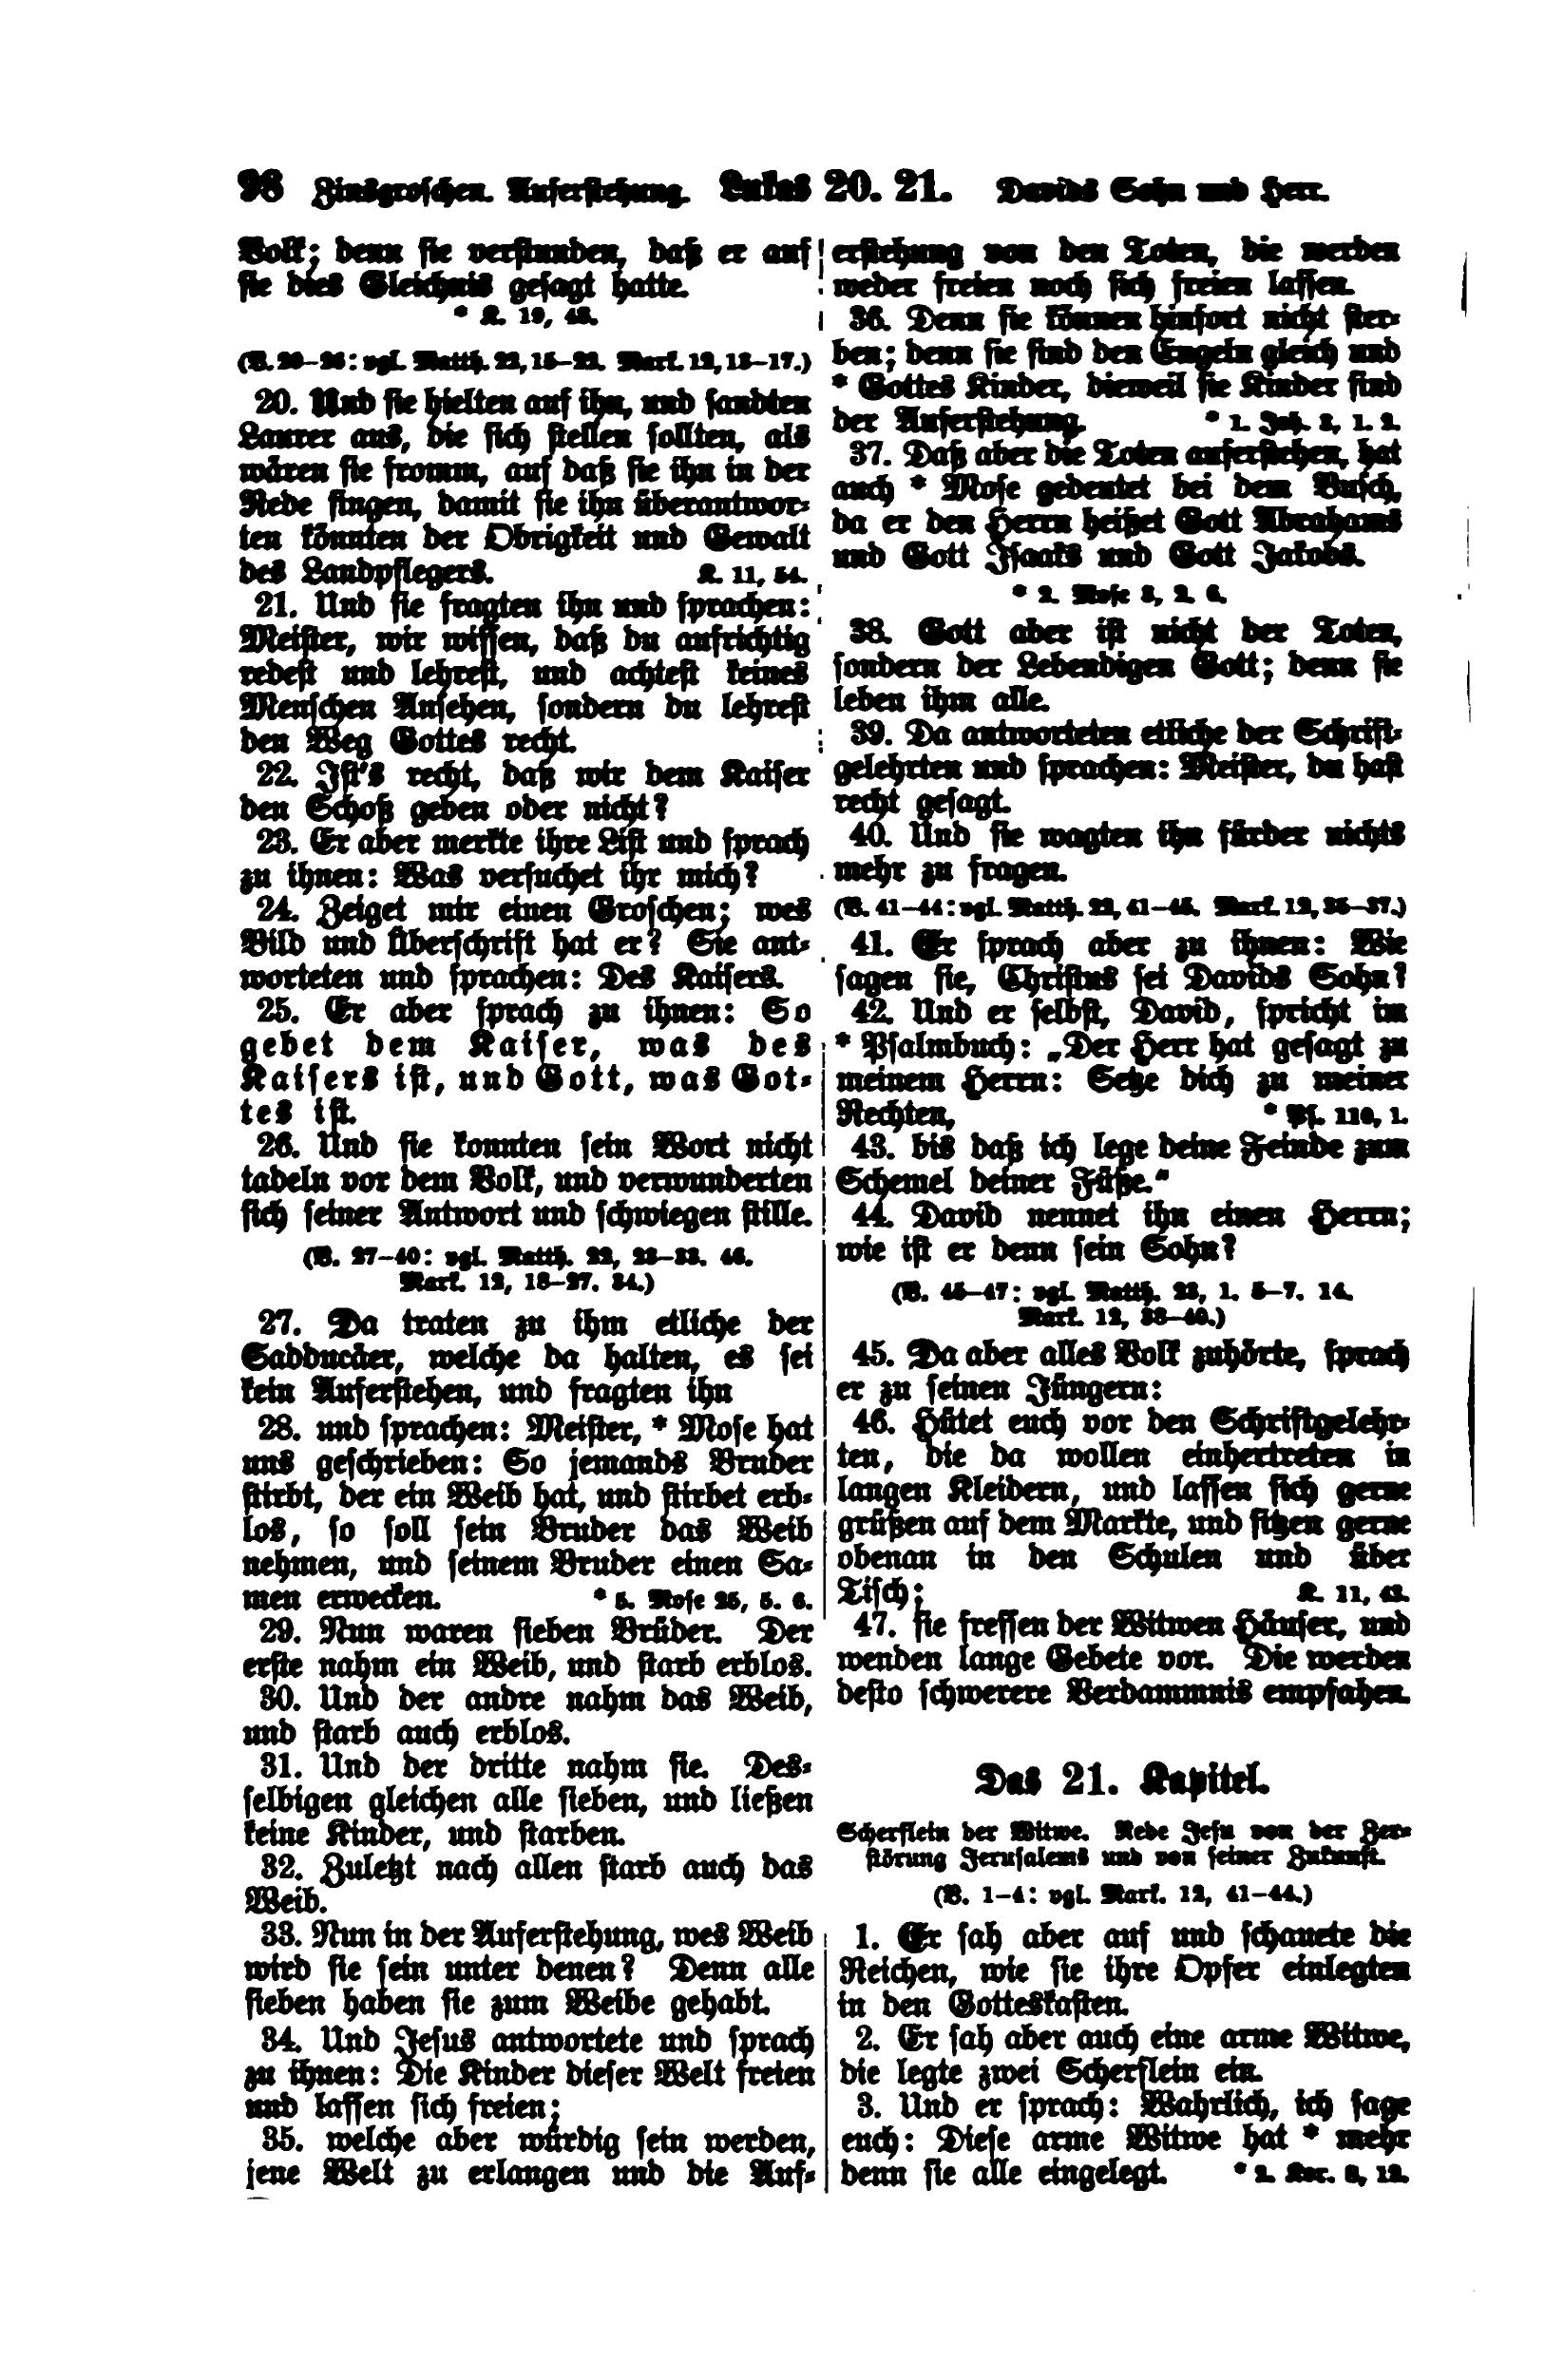 98 Zinsgroschen. Auferstehung. Lukas 20. 21. Davids Sohn und Herr.
Volk; denn sie verstunden, daß er auf
sie dies Gleichnis gesagt hatte.
* K. 19, 48.
(V. 20–26: vgl. Matth. 22, 15–22. Mark. 12, 13–17.)
20. Und sie hielten auf ihn, und sandten
Laurer aus, die sich stellen sollten, als
wären sie fromm, auf daß sie ihn in der
Rede fingen, damit sie ihn überantwor-
ten könnten der Obrigkeit und Gewalt
des Landpflegers. K. 11, 54.
21. Und sie fragten ihn und sprachen:
Meister, wir wissen, daß du aufrichtig
redest und lehrest, und achtest keines
Menschen Ansehen, sondern du lehrest
den Weg Gottes recht.
22. Ist's recht, daß wir dem Kaiser
den Schoß geben oder nicht?
23. Er aber merkte ihre List und sprach
zu ihnen: Was versuchet ihr mich?
24. Zeiget mir einen Groschen; wes
Bild und Überschrift hat er? Sie ant-
worteten und sprachen: Des Kaisers.
25. Er aber sprach zu ihnen: So
gebet dem Kaiser, was des
Kaisers ist, und Gott, was Got-
tes ist.
26. Und sie konnten sein Wort nicht
tadeln vor dem Volk, und verwunderten
sich seiner Antwort und schwiegen stille.
(V. 27–40: vgl. Matth. 22, 23–33. 46.
Mark. 12, 18–27. 34.)
27. Da traten zu ihm etliche der
Sadducäer, welche da halten, es sei
kein Auferstehen, und fragten ihn
28. und sprachen: Meister, * Mose hat
uns geschrieben: So jemands Bruder
stirbt, der ein Weib hat, und stirbet erb-
los, so soll sein Bruder das Weib
nehmen, und seinem Bruder einen Sa-
men erwecken. * 5. Mose 25, 5. 6.
29. Nun waren sieben Brüder. Der
erste nahm ein Weib, und starb erblos.
30. Und der andre nahm das Weib,
und starb auch erblos.
31. Und der dritte nahm sie. Des-
selbigen gleichen alle sieben, und ließen
keine Kinder, und starben.
32. Zuletzt nach allen starb auch das
Weib.
33. Nun in der Auferstehung, wes Weib
wird sie sein unter denen? Denn alle
sieben haben sie zum Weibe gehabt.
34. Und Jesus antwortete und sprach
zu ihnen: Die Kinder dieser Welt freien
und lassen sich freien;
35. welche aber würdig sein werden,
jene Welt zu erlangen und die Auf-
erstehung von den Toten, die werden
weder freien noch sich freien lassen.
36. Denn sie können hinfort nicht ster-
ben; denn sie sind den Engeln gleich und
* Gottes Kinder, dieweil sie Kinder sind
der Auferstehung. * 1. Joh. 3, 1. 2.
37. Daß aber die Toten auferstehen, hat
auch * Mose gedeutet bei dem Busch,
da er den Herrn heißet Gott Abrahams
und Gott Isaaks und Gott Jakobs.
* 2. Mose 3, 2. 6.
38. Gott aber ist nicht der Toten,
sondern der Lebendigen Gott; denn sie
leben ihm alle.
39. Da antworteten etliche der Schrift-
gelehrten und sprachen: Meister, du hast
recht gesagt.
40. Und sie wagten ihn fürder nichts
mehr zu fragen.
(V. 41–44: vgl. Matth. 22, 41–45. Mark. 12, 35–37.)
41. Er sprach aber zu ihnen: Wie
sagen sie, Christus sei Davids Sohn?
42. Und er selbst, David, spricht im
* Psalmbuch: „Der Herr hat gesagt zu
meinem Herrn: Setze dich zu meiner
Rechten, * Ps. 110, 1.
43. bis daß ich lege deine Feinde zum
Schemel deiner Füße.“
44. David nennet ihn einen Herrn;
wie ist er denn sein Sohn?
(V. 45–47: vgl. Matth. 23, 1. 5–7. 14.
Mark. 12, 38–40.)
45. Da aber alles Volk zuhörte, sprach
er zu seinen Jüngern:
46. Hütet euch vor den Schriftgelehr-
ten, die da wollen einhertreten in
langen Kleidern, und lassen sich gerne
grüßen auf dem Markte, und sitzen gerne
obenan in den Schulen und über
Tisch; K. 11, 43.
47. sie fressen der Witwen Häuser, und
wenden lange Gebete vor. Die werden
desto schwerere Verdammnis empfahen.
Das 21. Kapitel.
Scherflein der Witwe. Rede Jesu von der Zer-
störung Jerusalems und von seiner Zukunft.
(V. 1–4: vgl. Mark. 12, 41–44.)
1. Er sah aber auf und schauete die
Reichen, wie sie ihre Opfer einlegten
in den Gotteskasten.
2. Er sah aber auch eine arme Witwe,
die legte zwei Scherflein ein.
3. Und er sprach: Wahrlich, ich sage
euch: Diese arme Witwe hat * mehr
denn sie alle eingelegt. * 2. Kor. 8, 12.